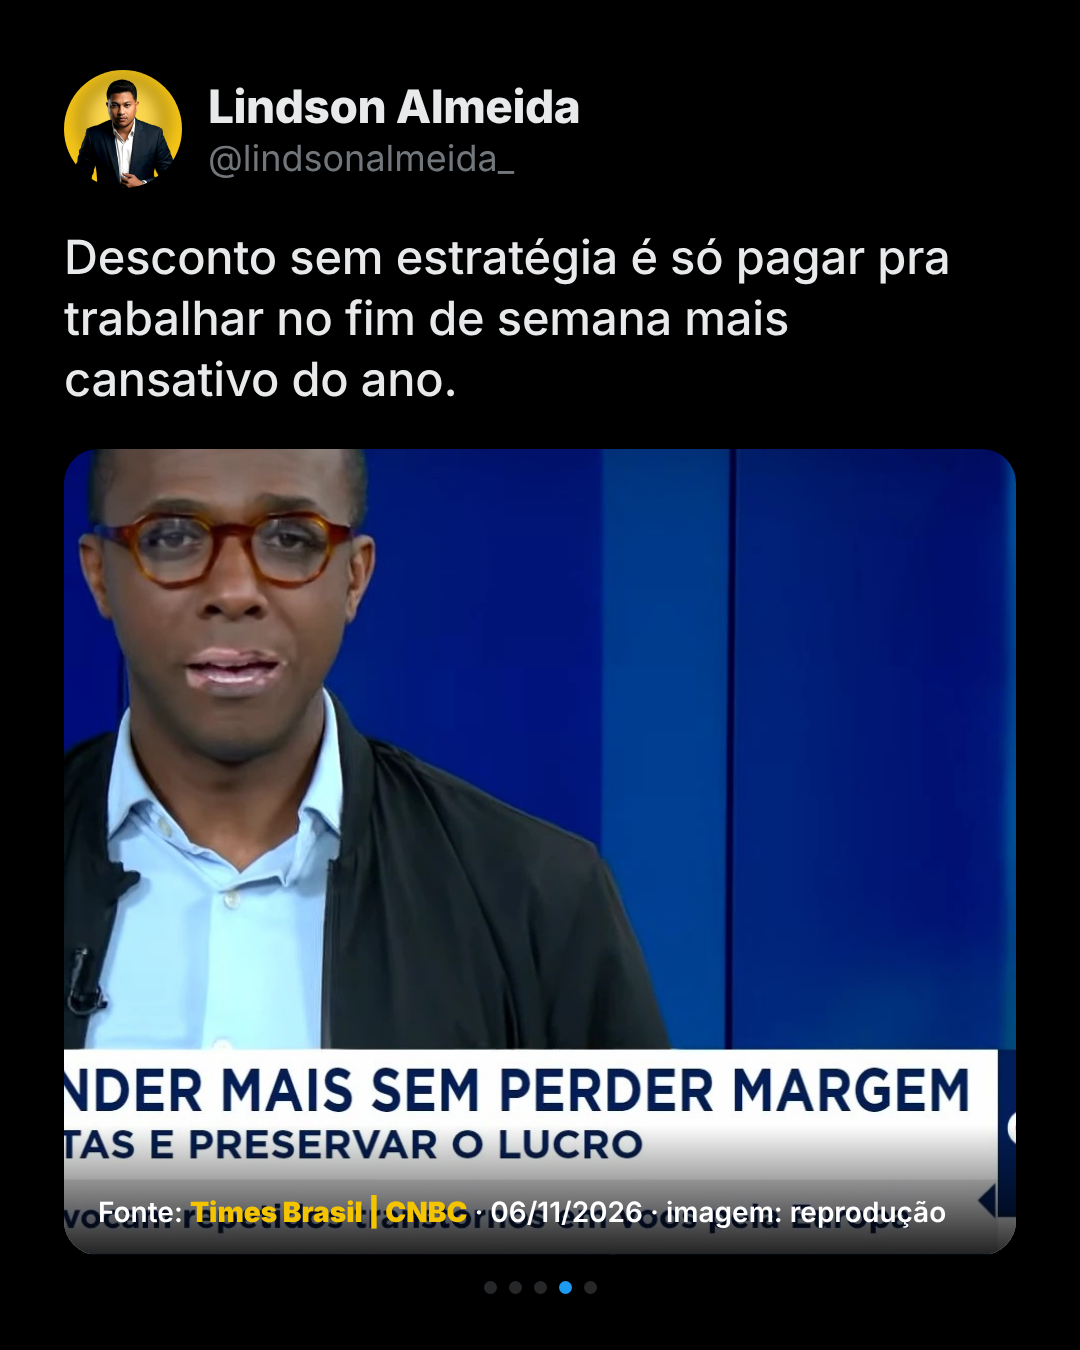 Lindson Almeida
@lindsonalmeida_
Desconto sem estratégia é só pagar pra
trabalhar no fim de semana mais
cansativo do ano.
NDER MAIS SEM PERDER MARGEM
TAS E PRESERVAR O LUCRO
Fonte: Times Brasil | CNBC · 06/11/2026 · imagem: reprodução